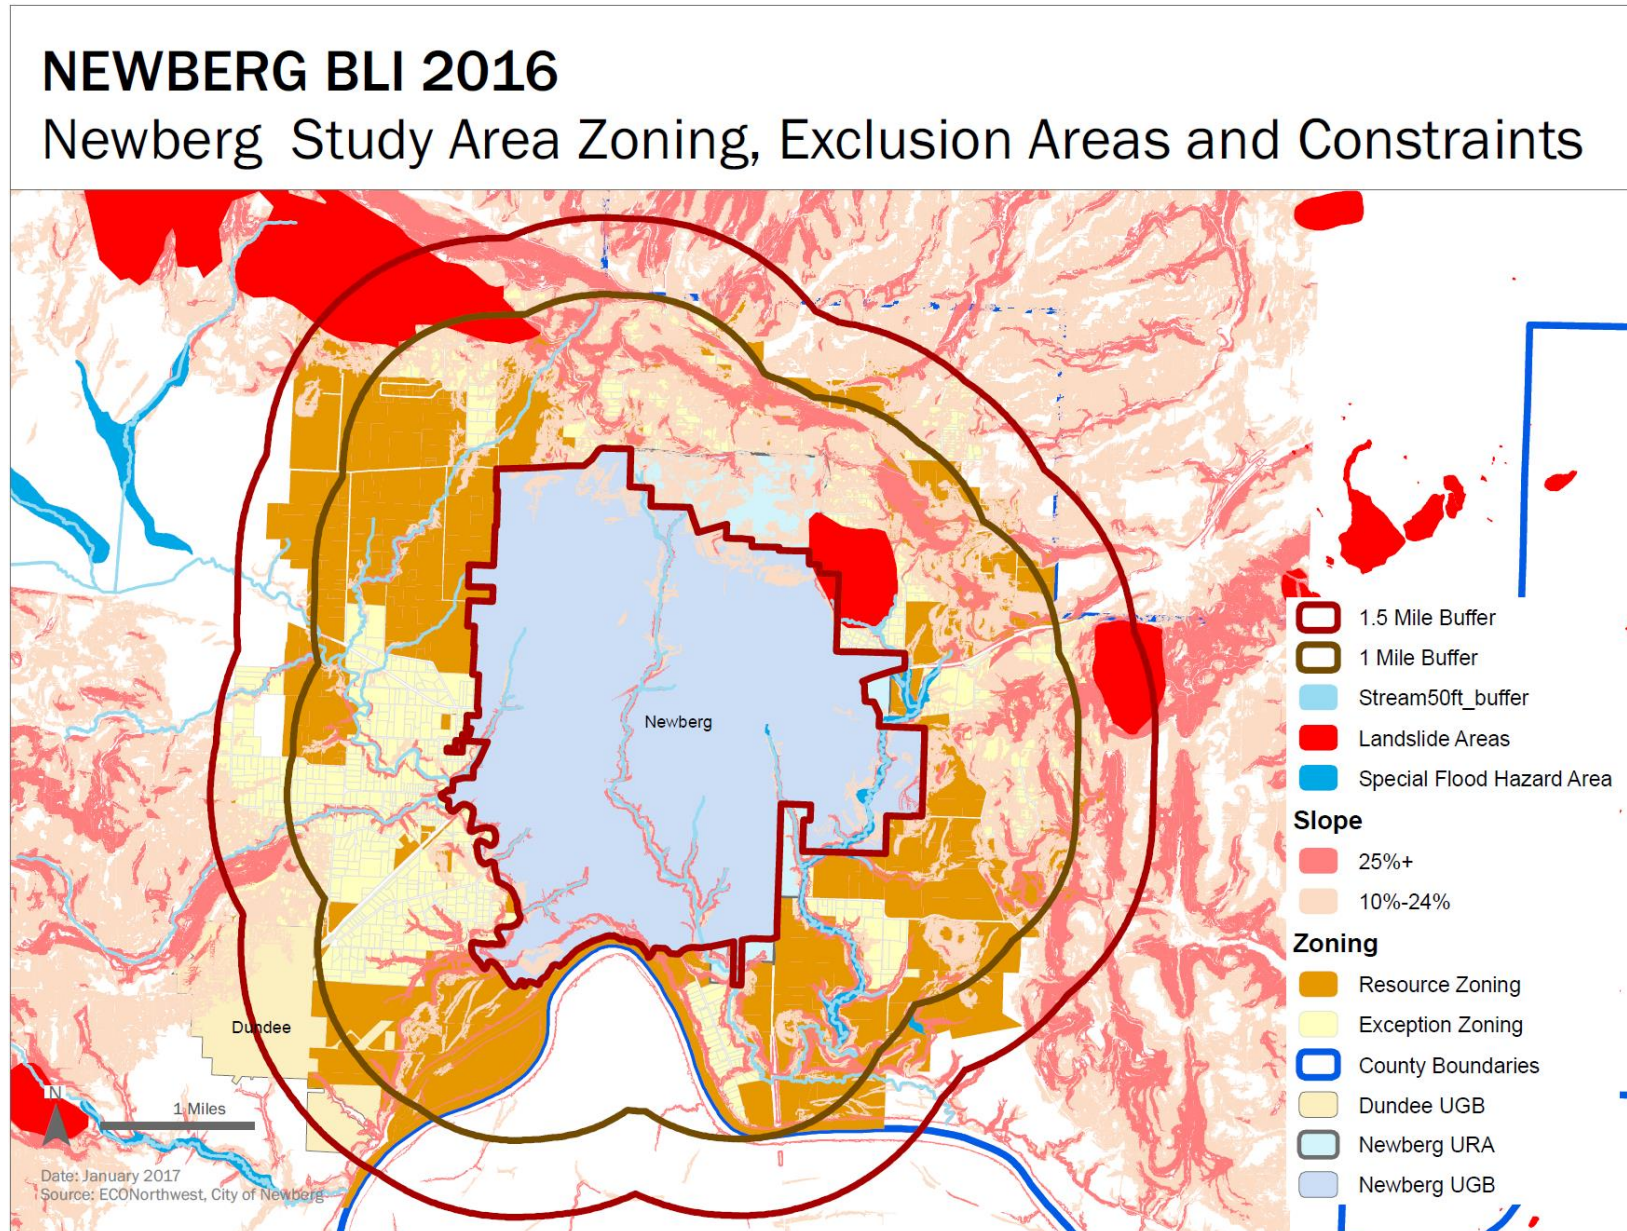 NEWBERG BLI 2016
Newberg Study Area Zoning, Exclusion Areas and Constraints
Newberg
Dundee
1.5 Mile Buffer
1 Mile Buffer
Stream50ft_buffer
Landslide Areas
Special Flood Hazard Area
Slope
25%+
10%-24%
Zoning
Resource Zoning
Exception Zoning
County Boundaries
Dundee UGB
Newberg URA
Newberg UGB
N
1 Miles
Date: January 2017
Source: ECONorthwest, City of Newberg